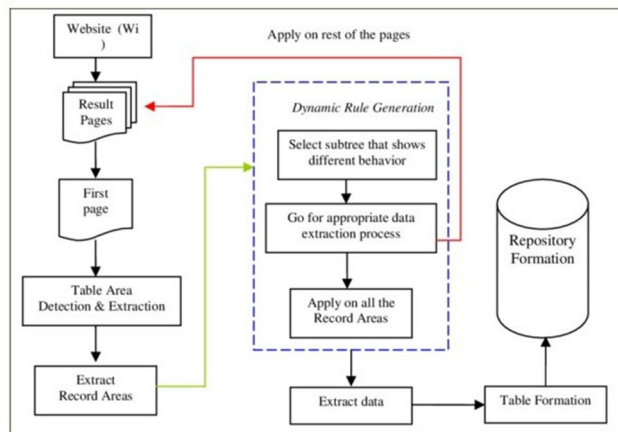 Website (Wi
)
Apply on rest of the pages
Result
Pages
Dynamic Rule Generation
Select subtree that shows
different behavior
First
page
Go for appropriate data
extraction process
Repository
Formation
Table Area
Detection & Extraction
Apply on all the
Record Areas
Extract
Record Areas
Extract data
Table Formation